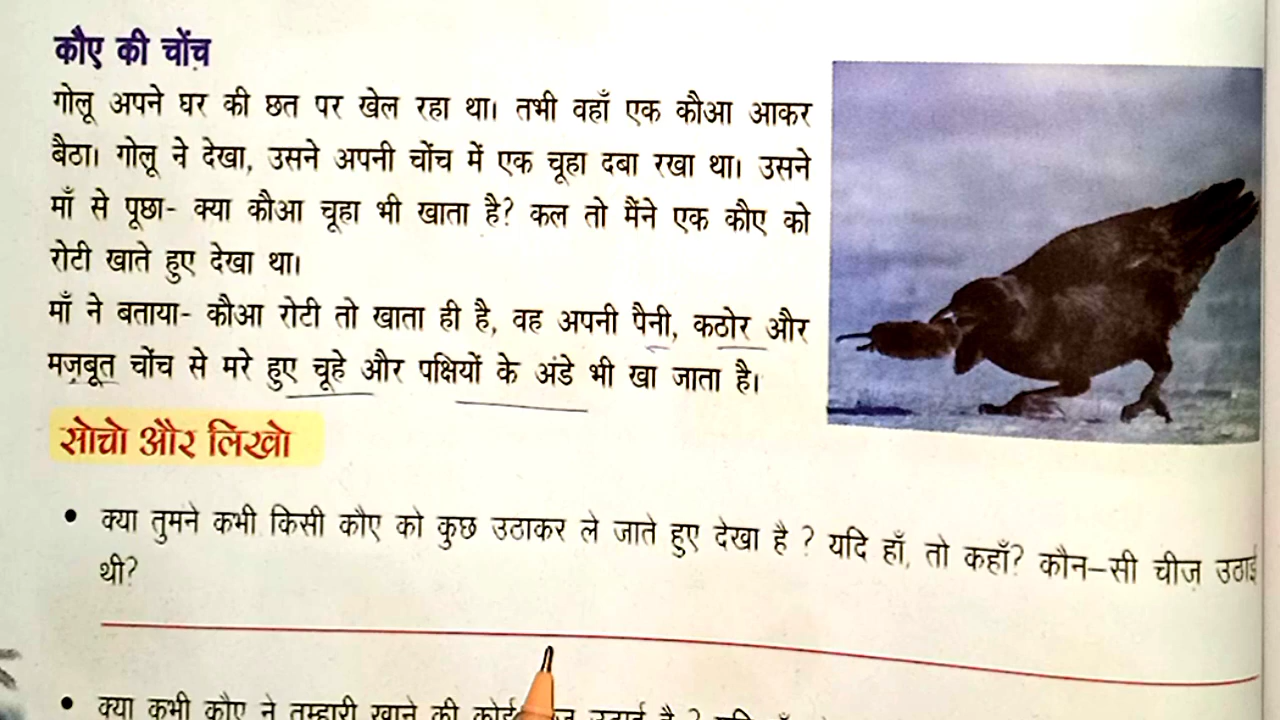 कौए की चोंच
गोलू अपने घर की छत पर खेल रहा था। तभी वहाँ एक कौआ आकर
बैठा। गोलू ने देखा, उसने अपनी चोंच में एक चूहा दबा रखा था। उसने
माँ से पूछा- क्या कौआ चूहा भी खाता है? कल तो मैंने एक कौए को
रोटी खाते हुए देखा था।
माँ ने बताया- कौआ रोटी तो खाता ही है, वह अपनी पैनी, कठोर और
मज़बूत चोंच से मरे हुए चूहे और पक्षियों के अंडे भी खा जाता है।
सोचो और लिखो
• क्या तुमने कभी किसी कौए को कुछ उठाकर ले जाते हुए देखा है ? यदि हाँ, तो कहाँ? कौन–सी चीज़ उठाई
थी?
• क्या कभी कौए ने तुम्हारी खाने की कोई